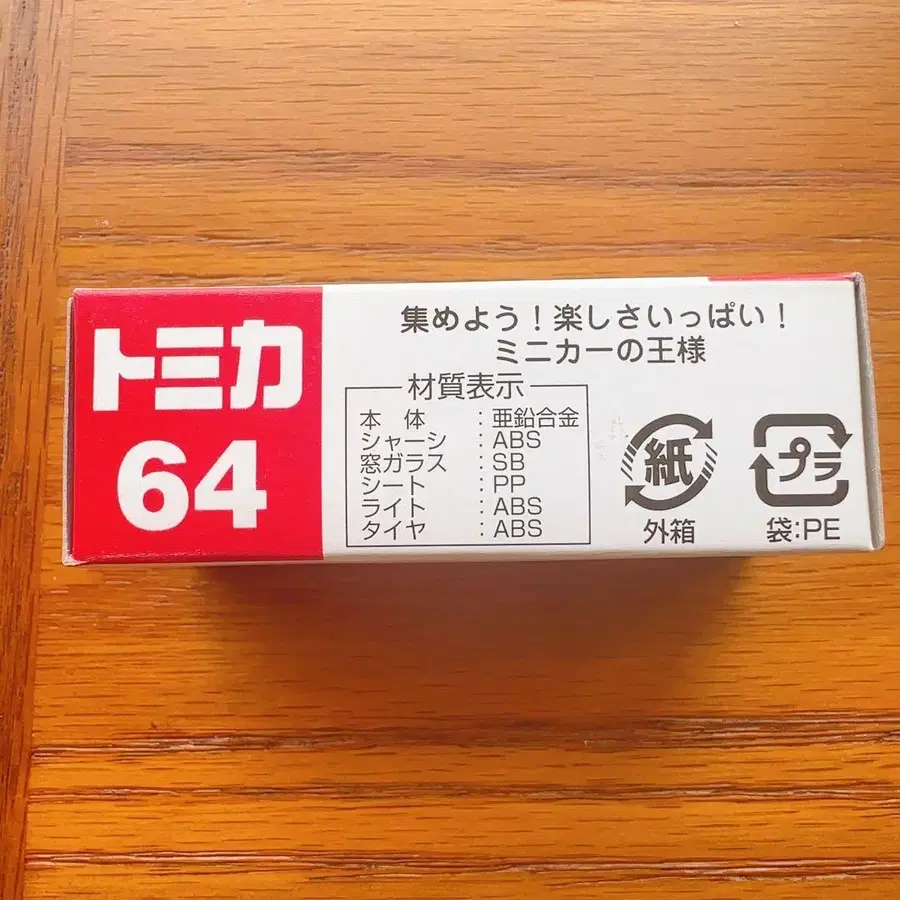 トミカ
64
集めよう！楽しさいっぱい！
ミニカーの王様
材質表示
本　体　：亜鉛合金
シャーシ　：ABS
窓ガラス　：SB
シート　：PP
ライト　：ABS
タイヤ　：ABS
紙
外箱
プラ
袋：PE